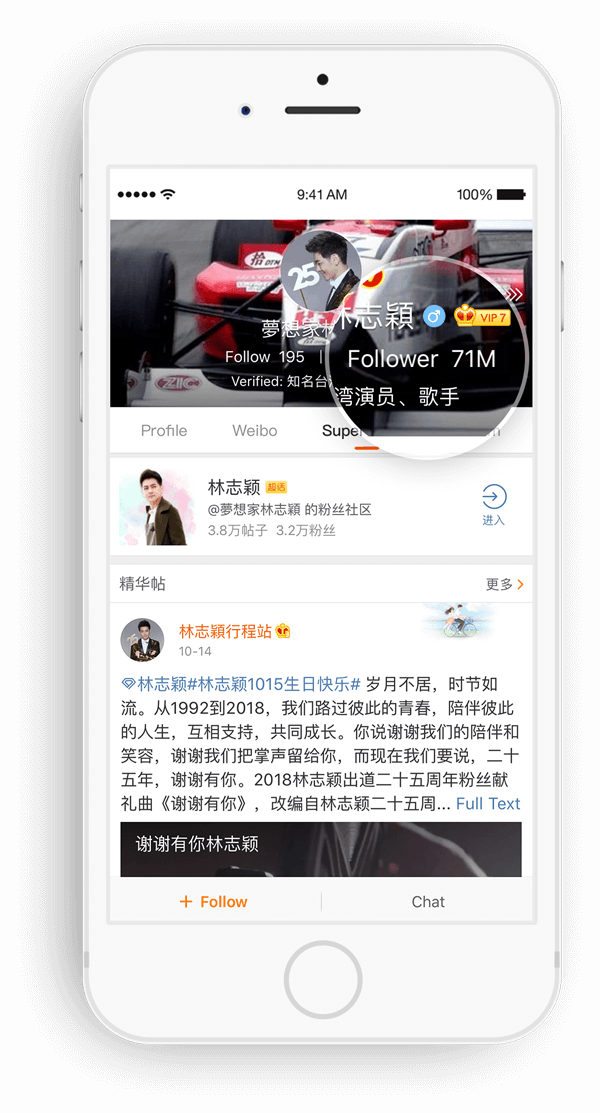 9:41 AM
100%
25
DTM
林志穎 VIP 7
夢想家林
Follow 195 | Follower 71M
Verified: 知名台湾演员、歌手
Profile Weibo Super
林志颖 超话
@夢想家林志穎 的粉丝社区
3.8万帖子 3.2万粉丝
进入
精华帖
更多
林志穎行程站
10-14
林志颖#林志颖1015生日快乐# 岁月不居，时节如
流。从1992到2018，我们路过彼此的青春，陪伴彼此
的人生，互相支持，共同成长。你说谢谢我们的陪伴和
笑容，谢谢我们把掌声留给你，而现在我们要说，二十
五年，谢谢有你。2018林志颖出道二十五周年粉丝献
礼曲《谢谢有你》，改编自林志颖二十五周... Full Text
谢谢有你林志颖
+ Follow
Chat